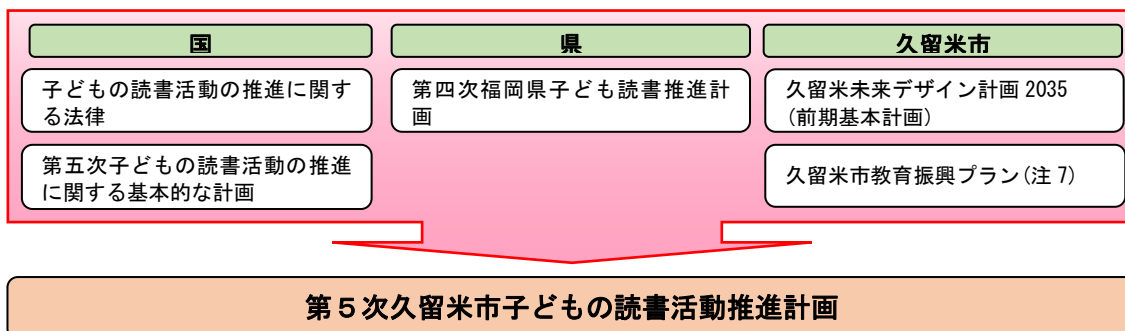 国
子どもの読書活動の推進に関す
る法律
第五次子どもの読書活動の推進
に関する基本的な計画
県
第四次福岡県子ども読書推進計
画
久留米市
久留米未来デザイン計画 2035
(前期基本計画)
久留米市教育振興プラン(注 7)
第５次久留米市子どもの読書活動推進計画